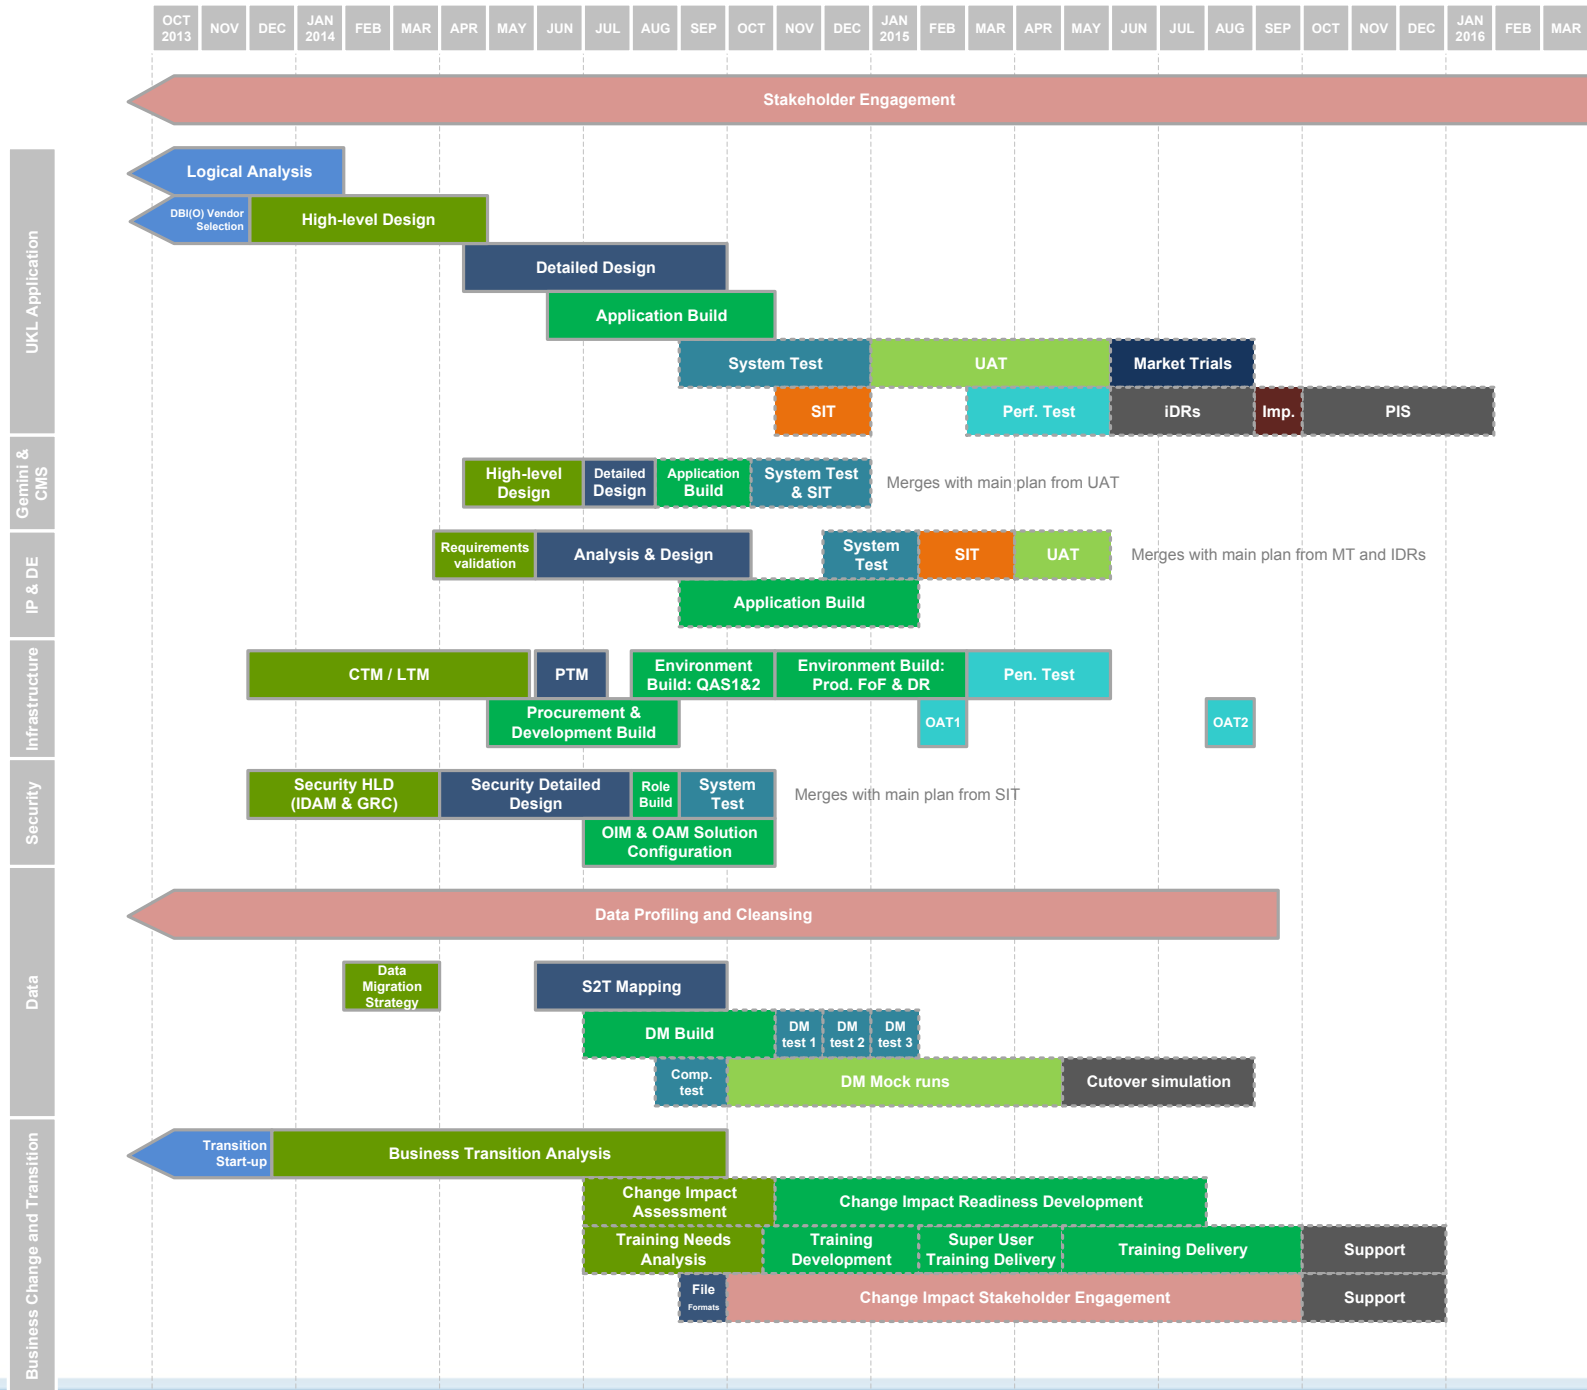 OCT
2013
NOV
DEC
JAN
2014
FEB
MAR
APR
MAY
JUN
JUL
AUG
SEP
OCT
NOV
DEC
JAN
2015
FEB
MAR
APR
MAY
JUN
JUL
AUG
SEP
OCT
NOV
DEC
JAN
2016
FEB
MAR
Stakeholder Engagement
UKL Application
Logical Analysis
DBI(O) Vendor
Selection
High-level Design
Detailed Design
Application Build
System Test
UAT
Market Trials
SIT
Perf. Test
iDRs
Imp.
PIS
Gemini &
CMS
High-level
Design
Detailed
Design
Application
Build
System Test
& SIT
Merges with main plan from UAT
IP & DE
Requirements
validation
Analysis & Design
System
Test
SIT
UAT
Merges with main plan from MT and IDRs
Application Build
Infrastructure
CTM / LTM
PTM
Environment
Build: QAS1&2
Environment Build:
Prod. FoF & DR
Pen. Test
Procurement &
Development Build
OAT1
OAT2
Security
Security HLD
(IDAM & GRC)
Security Detailed
Design
Role
Build
System
Test
Merges with main plan from SIT
OIM & OAM Solution
Configuration
Data
Data Profiling and Cleansing
Data
Migration
Strategy
S2T Mapping
DM Build
DM
test 1
DM
test 2
DM
test 3
Comp.
test
DM Mock runs
Cutover simulation
Business Change and Transition
Transition
Start-up
Business Transition Analysis
Change Impact
Assessment
Change Impact Readiness Development
Training Needs
Analysis
Training
Development
Super User
Training Delivery
Training Delivery
Support
File
Formats
Change Impact Stakeholder Engagement
Support